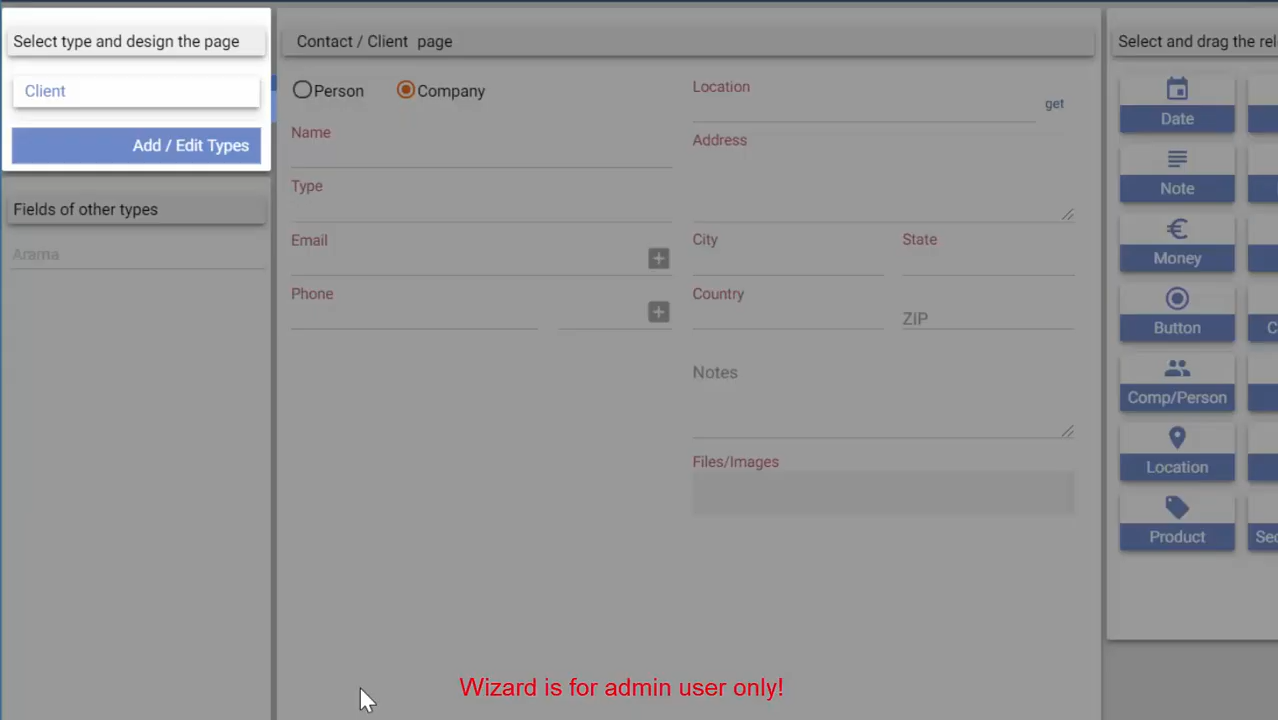 Select type and design the page
Client
Add / Edit Types
Fields of other types
Arama
Contact / Client page
Person
Company
Name
Type
Email
Phone
Location
get
Address
City
State
Country
ZIP
Notes
Files/Images
Select and drag the
Date
Note
Money
Button
Comp/Person
Location
Product
Wizard is for admin user only!